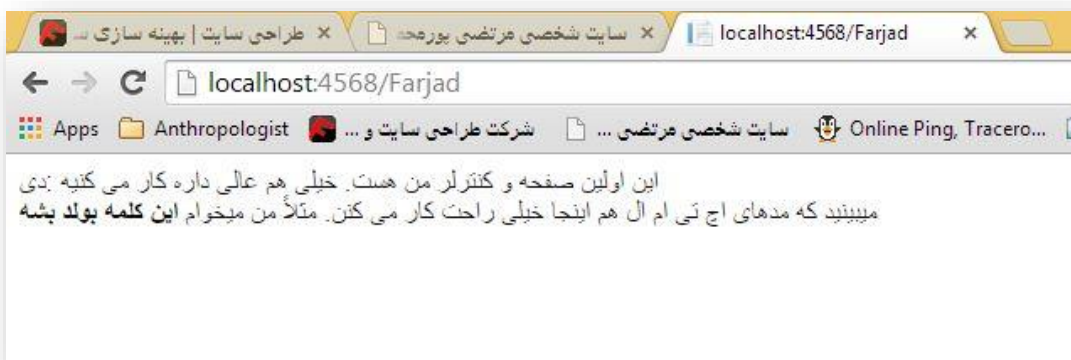 طراحی سایت | بهینه سازی س...
سایت شخصی مرتضی پورمحمد
localhost:4568/Farjad
localhost:4568/Farjad
Apps
Anthropologist
شرکت طراحی سایت و ...
سایت شخصی مرتضی ...
Online Ping, Tracero...
این اولین صفحه و کنترلر من هست. خیلی هم عالی داره کار می کنیه :دی
میبینید که مدهای اچ تی ام ال هم اینجا خیلی راحت کار می کنن. مثلاً من میخوام این کلمه بولد بشه